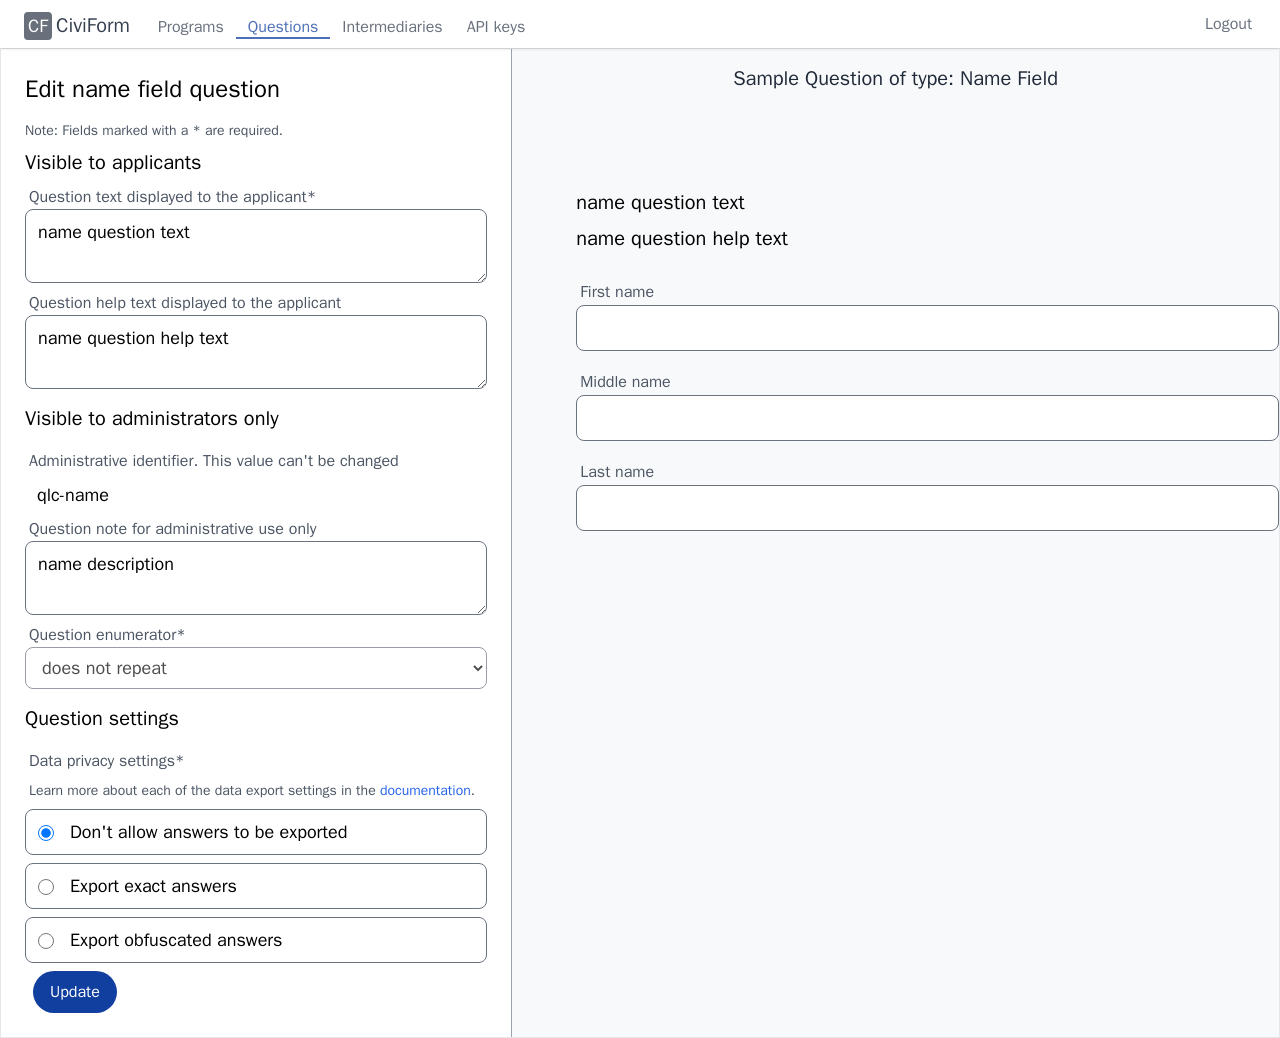 CF CiviForm Programs Questions Intermediaries API keys Logout
Edit name field question
Note: Fields marked with a * are required.
Visible to applicants
Question text displayed to the applicant*
name question text
Question help text displayed to the applicant
name question help text
Visible to administrators only
Administrative identifier. This value can't be changed
qlc-name
Question note for administrative use only
name description
Question enumerator*
does not repeat
Question settings
Data privacy settings*
Learn more about each of the data export settings in the documentation.
Don't allow answers to be exported
Export exact answers
Export obfuscated answers
Update
Sample Question of type: Name Field
name question text
name question help text
First name
Middle name
Last name